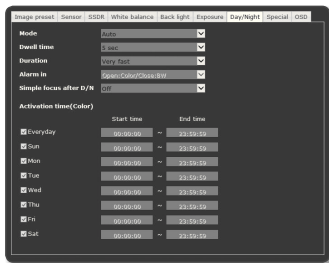 Image preset Sensor SSDR White balance Back light Exposure Day/Night Special OSD
Mode Auto
Dwell time 5 sec
Duration Very fast
Alarm in Open:Color/Close:BW
Simple focus after D/N Off
Activation time(Color)
Start time End time
Everyday 00:00:00 ~ 23:59:59
Sun 00:00:00 ~ 23:59:59
Mon 00:00:00 ~ 23:59:59
Tue 00:00:00 ~ 23:59:59
Wed 00:00:00 ~ 23:59:59
Thu 00:00:00 ~ 23:59:59
Fri 00:00:00 ~ 23:59:59
Sat 00:00:00 ~ 23:59:59